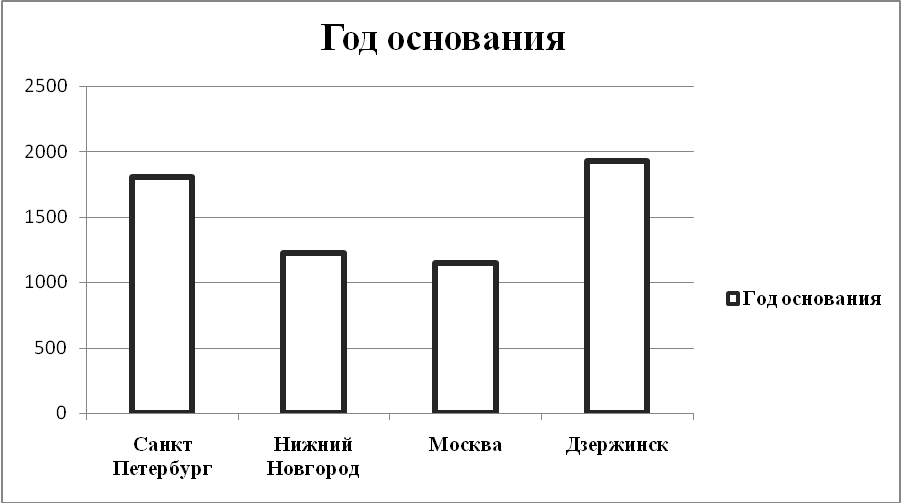 Год основания
2500
2000
1500
1000
500
0
Санкт
Петербург
Нижний
Новгород
Москва
Дзержинск
Год основания